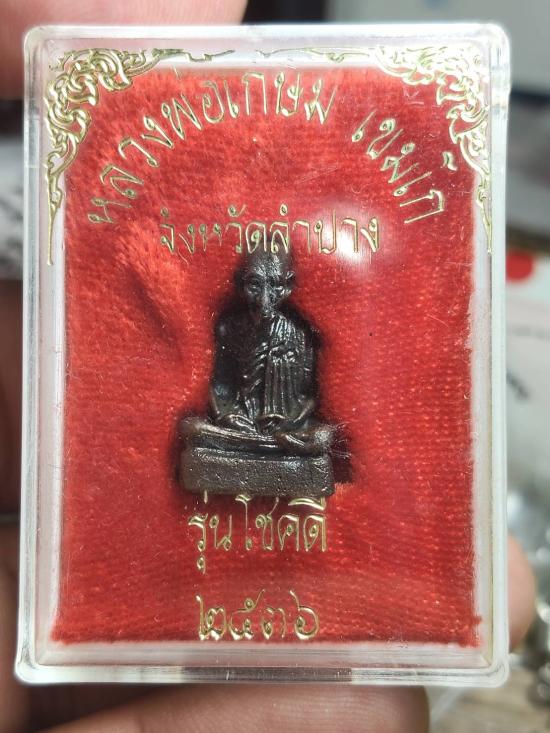 หลวงพ่อเกษม เขมโก
จังหวัดลำปาง
รุ่นโชคดี
๒๕๓๖